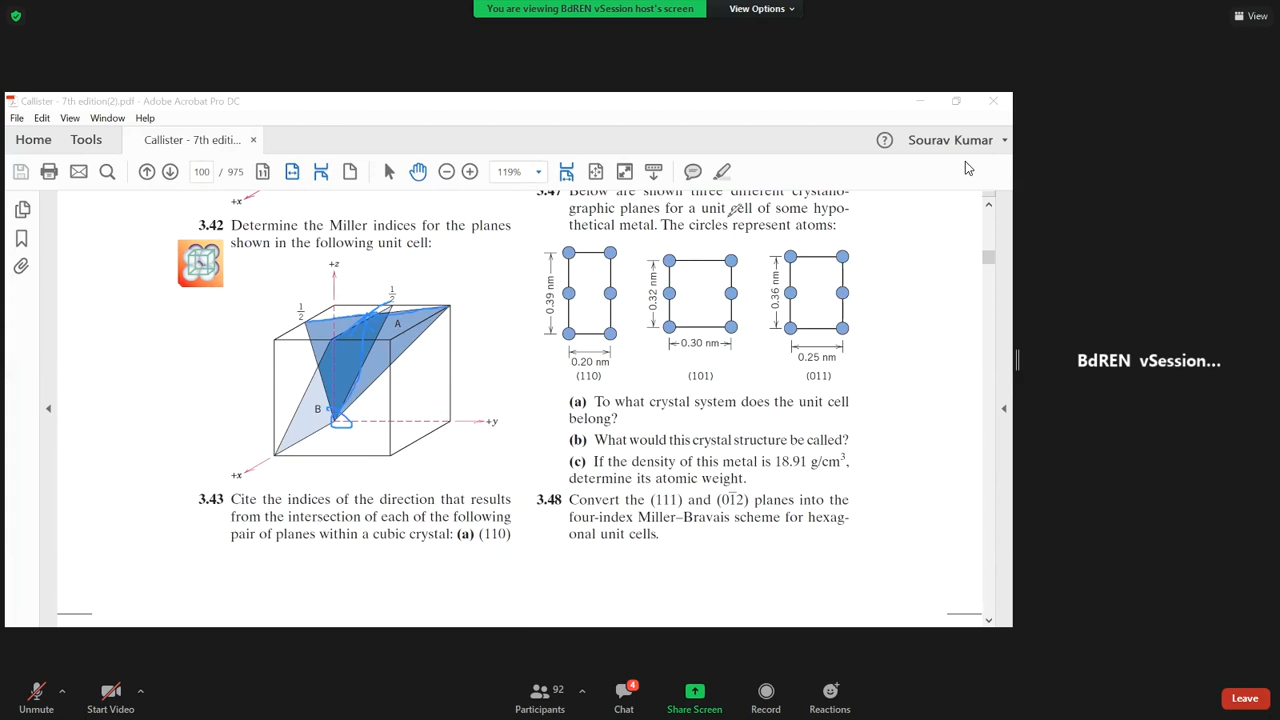 You are viewing BdREN vSession host's screen
View Options
View
Callister - 7th edition(2).pdf - Adobe Acrobat Pro DC
File Edit View Window Help
Home Tools Callister - 7th editi... × Sourav Kumar
100 / 975 119%
+x
3.42 Determine the Miller indices for the planes
shown in the following unit cell:
+z
1/2
1/2
A
B
+y
+x
3.43 Cite the indices of the direction that results
from the intersection of each of the following
pair of planes within a cubic crystal: (a) (110)
3.47 Below are shown three different crystallo-
graphic planes for a unit cell of some hypo-
thetical metal. The circles represent atoms:
0.39 nm
0.20 nm
(110)
0.32 nm
0.30 nm
(101)
0.36 nm
0.25 nm
(011)
(a) To what crystal system does the unit cell
belong?
(b) What would this crystal structure be called?
(c) If the density of this metal is 18.91 g/cm³,
determine its atomic weight.
3.48 Convert the (111) and (01̅2) planes into the
four-index Miller–Bravais scheme for hexag-
onal unit cells.
BdREN vSession...
Unmute
Start Video
92
Participants
4
Chat
Share Screen
Record
Reactions
Leave